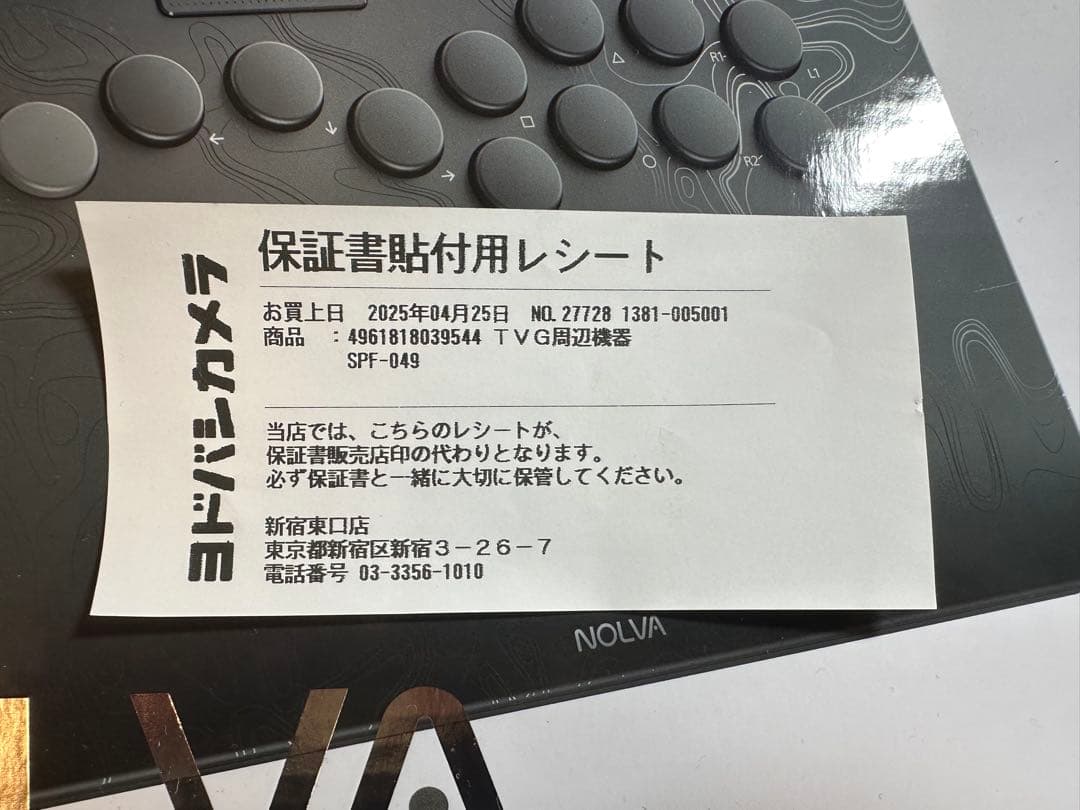 ← ↓ → □ △ ○ R1 L1 R2
ヨドバシカメラ
保証書貼付用レシート
お買上日 2025年04月25日 NO.27728 1381-005001
商品 :4961818039544 TVG周辺機器
SPF-049
当店では、こちらのレシートが、
保証書販売店印の代わりとなります。
必ず保証書と一緒に大切に保管してください。
新宿東口店
東京都新宿区新宿3-26-7
電話番号 03-3356-1010
NOLVA
LVA